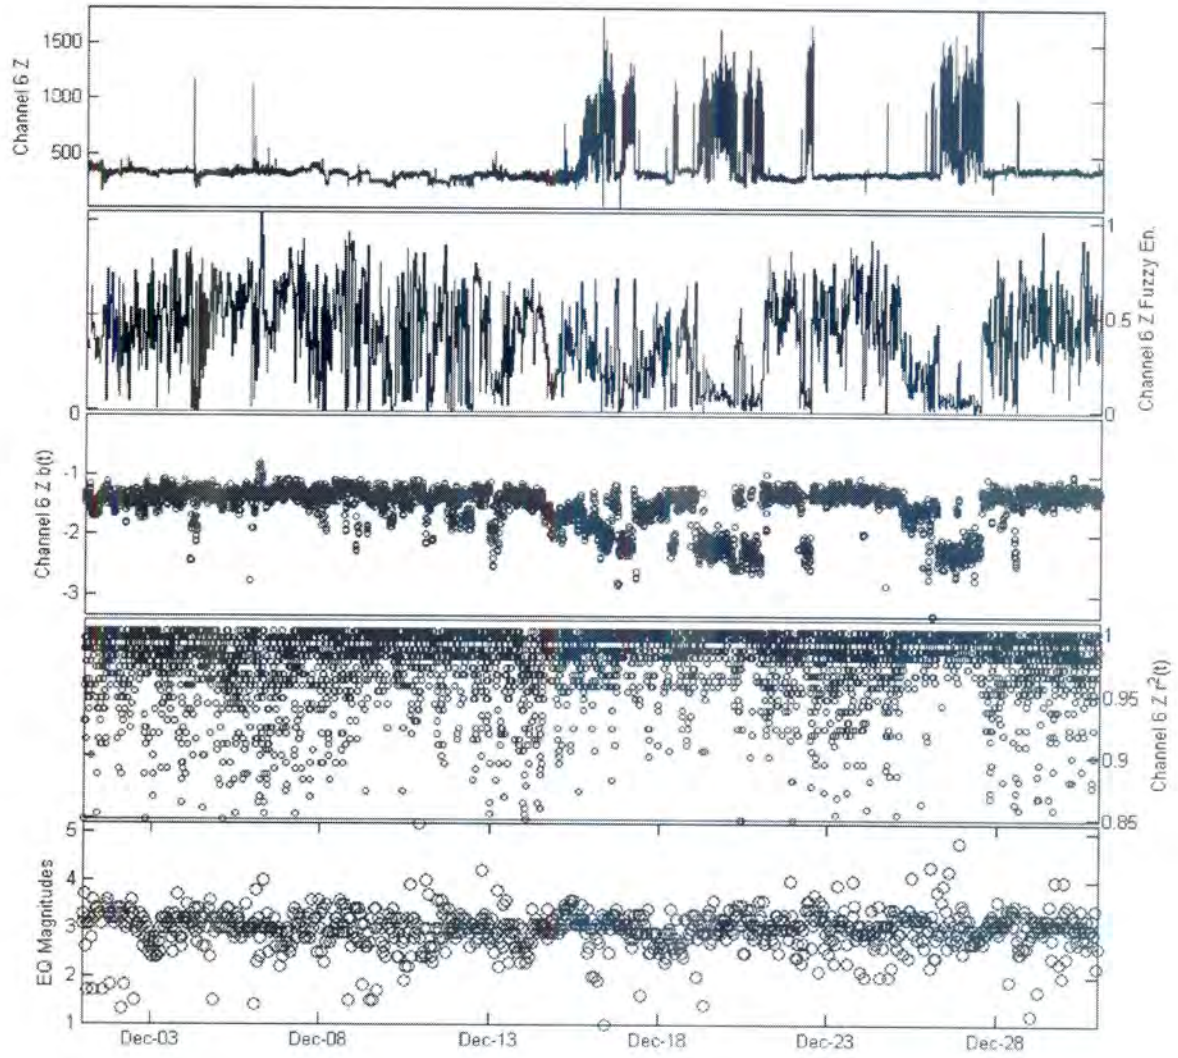 Channel 6 Z
1500
1000
500
Channel 6 Z Fuzzy En.
1
0.5
0
0
Channel 6 Z b(t)
-1
-2
-3
Channel 6 Z r²(t)
1
0.95
0.9
0.85
EQ Magnitudes
5
4
3
2
1
Dec-03
Dec-08
Dec-13
Dec-18
Dec-23
Dec-28